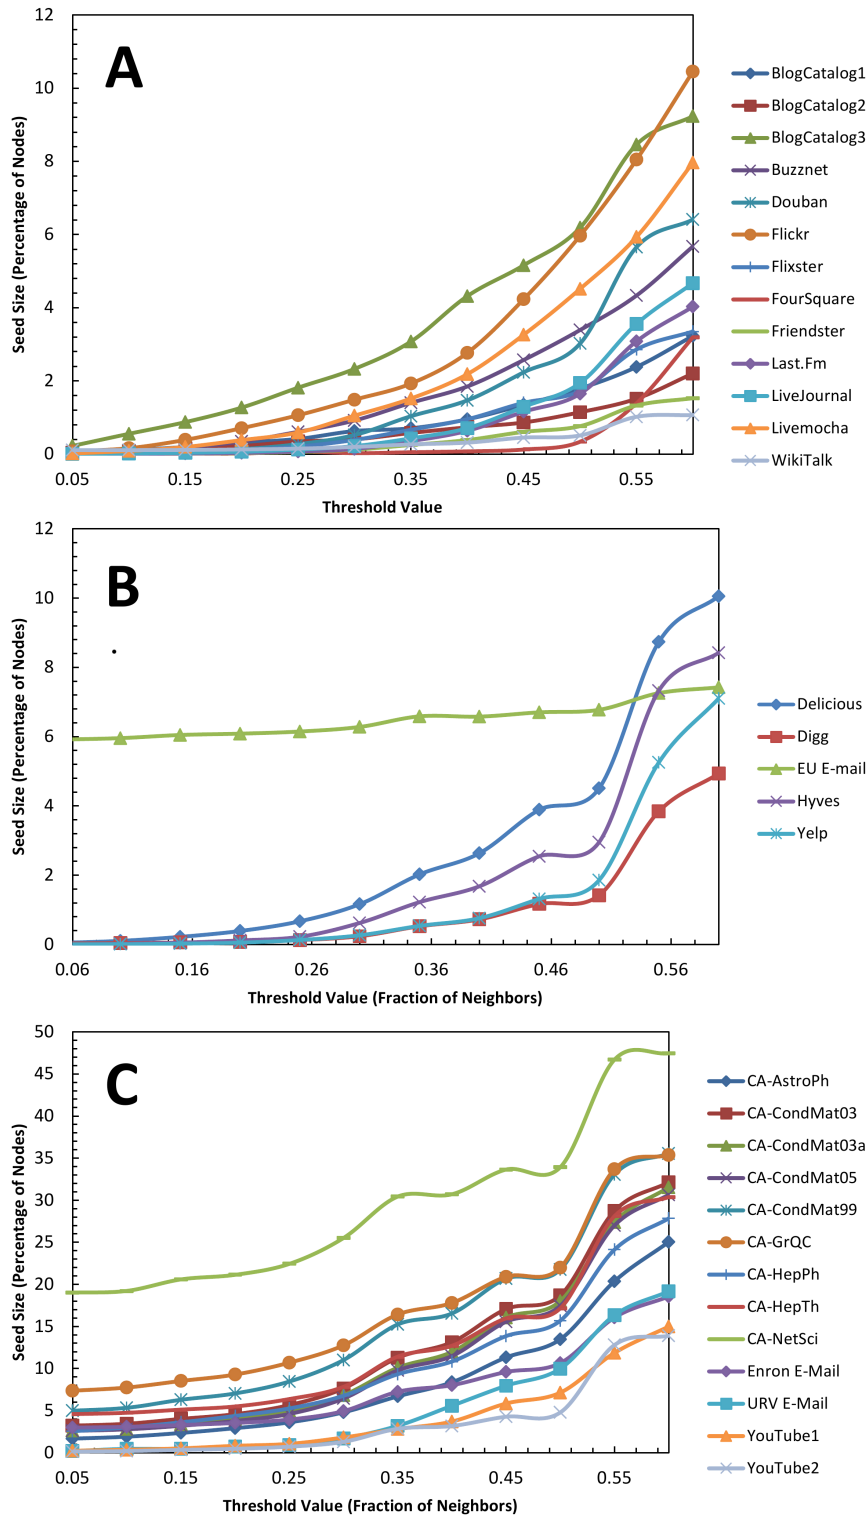 A
12
10
8
6
4
2
0
Seed Size (Percentage of Nodes)
0.05 0.15 0.25 0.35 0.45 0.55
Threshold Value
BlogCatalog1
BlogCatalog2
BlogCatalog3
Buzznet
Douban
Flickr
Flixster
FourSquare
Friendster
Last.Fm
LiveJournal
Livemocha
WikiTalk
B
12
10
8
6
4
2
0
Seed Size (Percentage of Nodes)
0.06 0.16 0.26 0.36 0.46 0.56
Threshold Value (Fraction of Neighbors)
Delicious
Digg
EU E-mail
Hyves
Yelp
C
50
45
40
35
30
25
20
15
10
5
0
Seed Size (Percentage of Nodes)
0.05 0.15 0.25 0.35 0.45 0.55
Threshold Value (Fraction of Neighbors)
CA-AstroPh
CA-CondMat03
CA-CondMat03a
CA-CondMat05
CA-CondMat99
CA-GrQC
CA-HepPh
CA-HepTh
CA-NetSci
Enron E-Mail
URV E-Mail
YouTube1
YouTube2